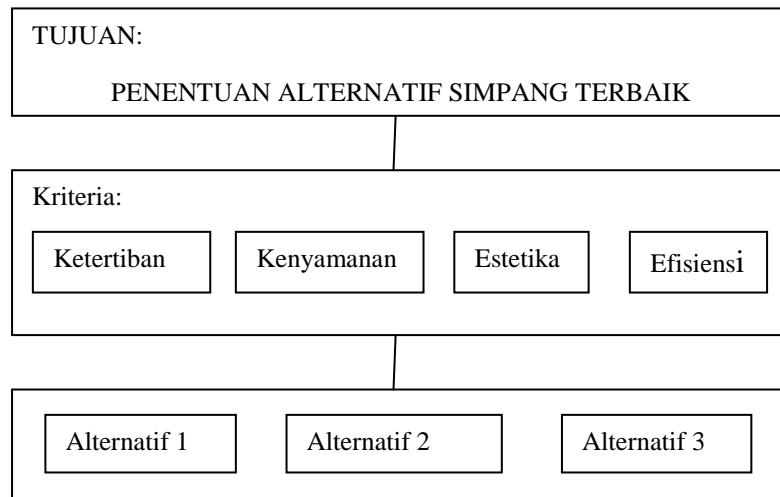 TUJUAN:
PENENTUAN ALTERNATIF SIMPANG TERBAIK
Kriteria:
Ketertiban Kenyamanan Estetika Efisiensi
Alternatif 1 Alternatif 2 Alternatif 3